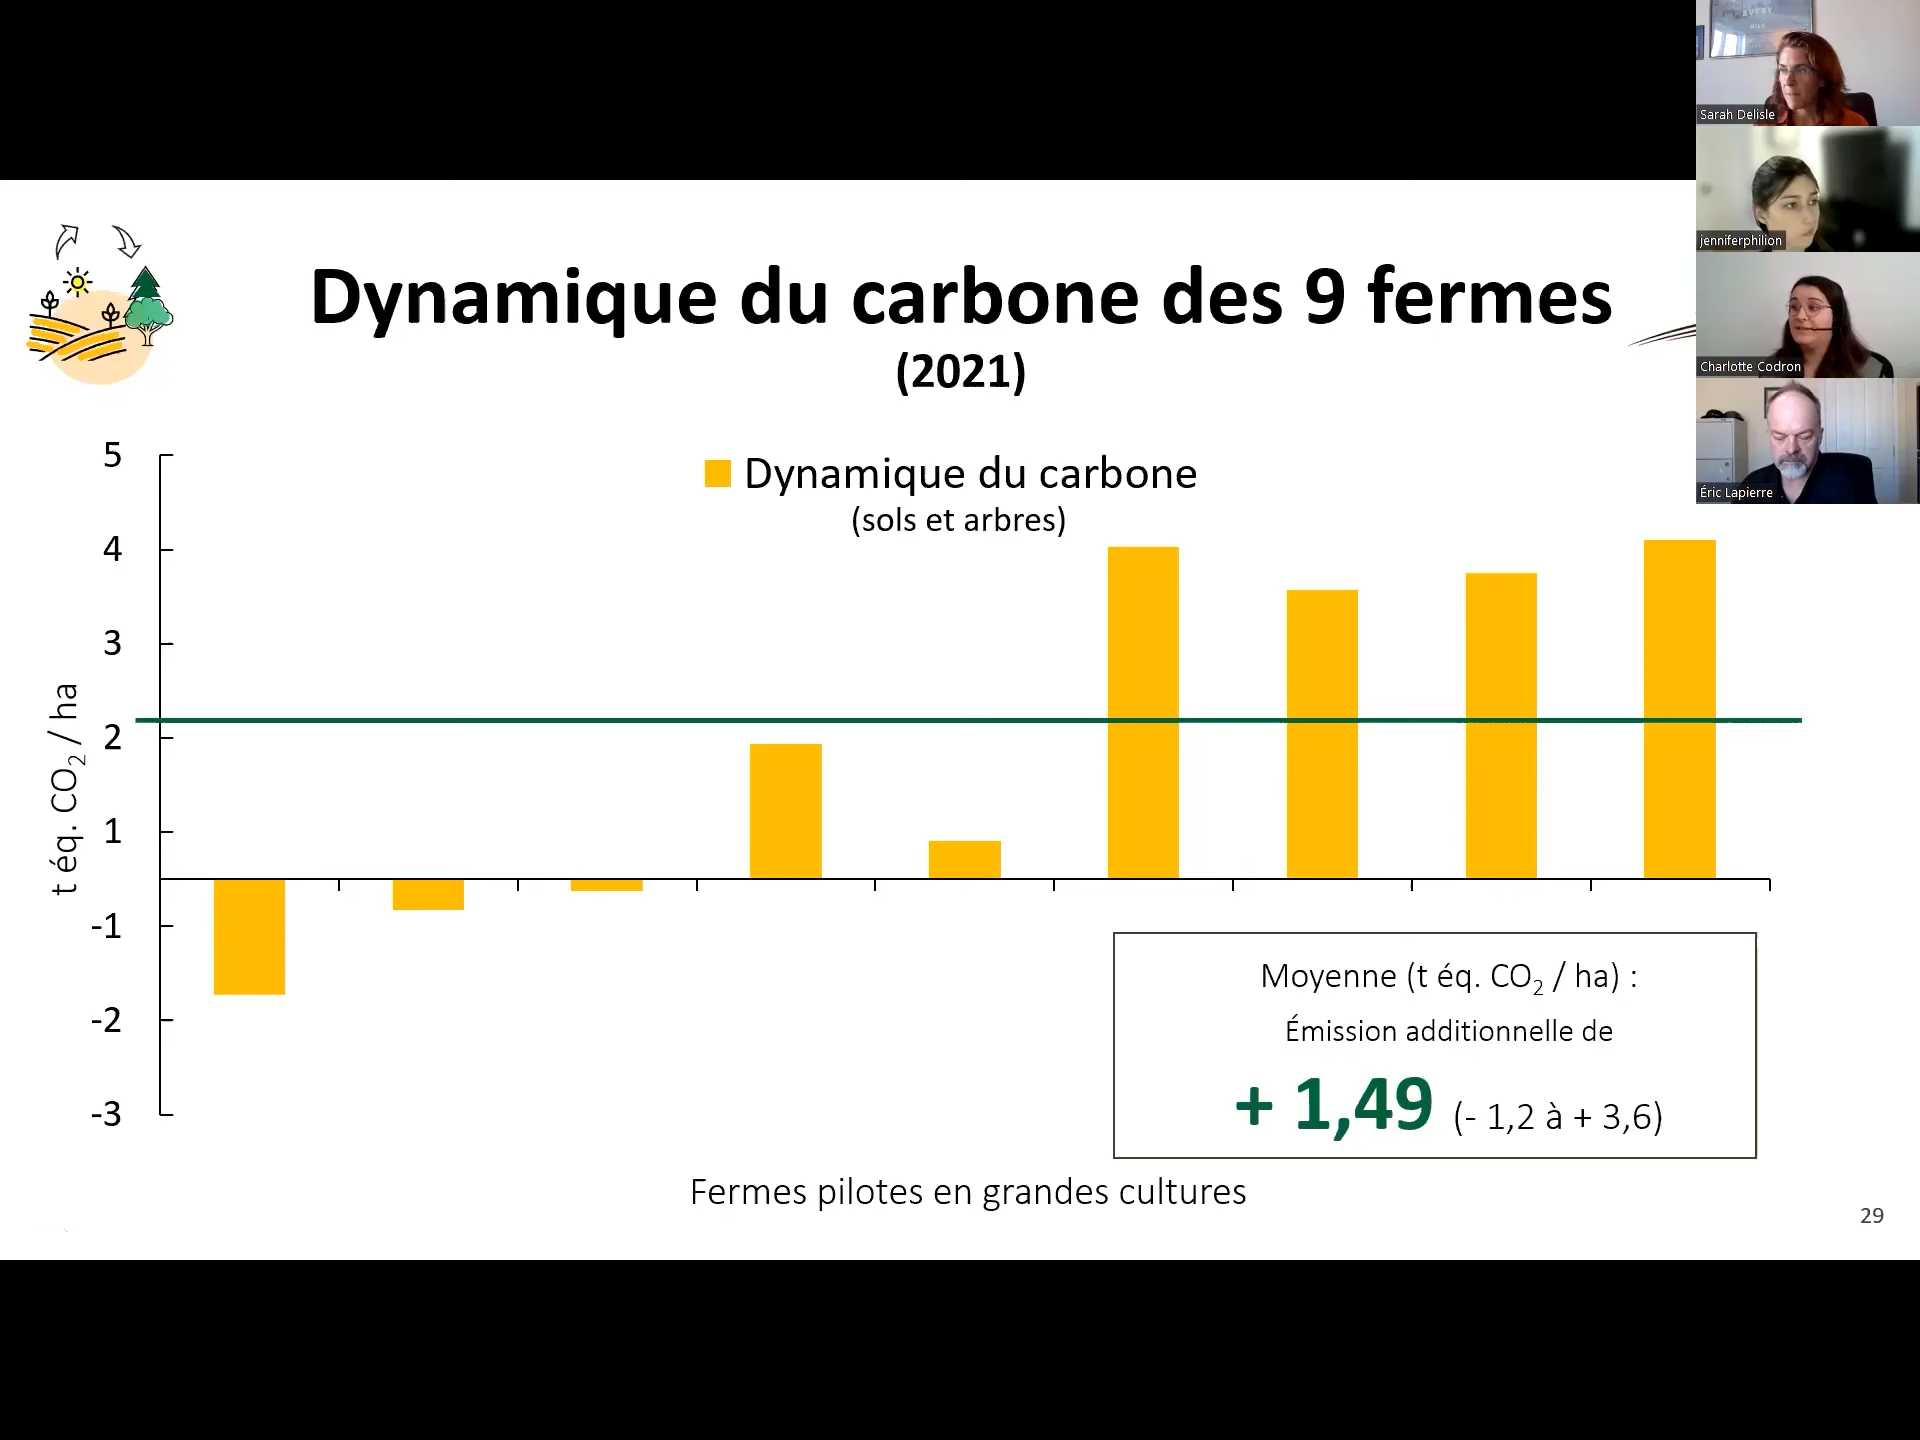 EVERY
MILE
Sarah Delisle
jenniferphilion
Charlotte Codron
Éric Lapierre
Dynamique du carbone des 9 fermes
(2021)
Dynamique du carbone
(sols et arbres)
5
4
3
2
1
-1
-2
-3
t éq. CO₂ / ha
Moyenne (t éq. CO₂ / ha) :
Émission additionnelle de
+ 1,49 (- 1,2 à + 3,6)
Fermes pilotes en grandes cultures
29